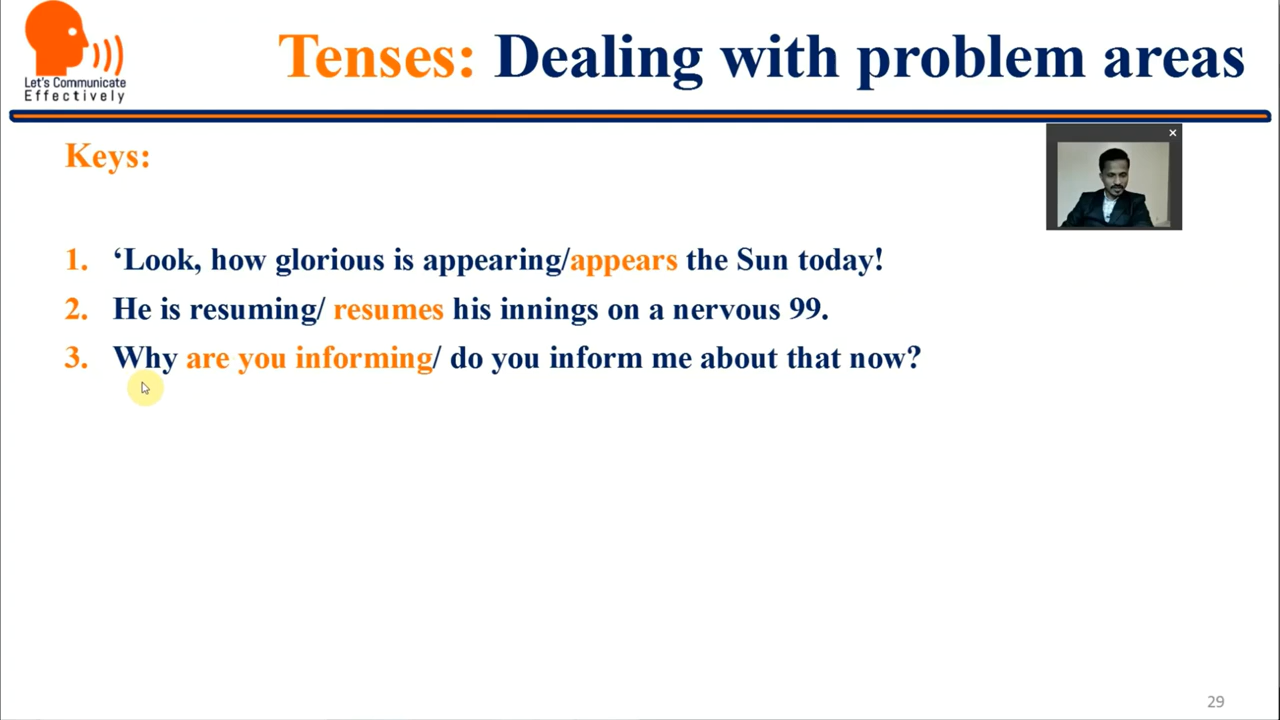 Let's Communicate
Effectively
Tenses: Dealing with problem areas
Keys:
1. ‘Look, how glorious is appearing/appears the Sun today!
2. He is resuming/ resumes his innings on a nervous 99.
3. Why are you informing/ do you inform me about that now?
29